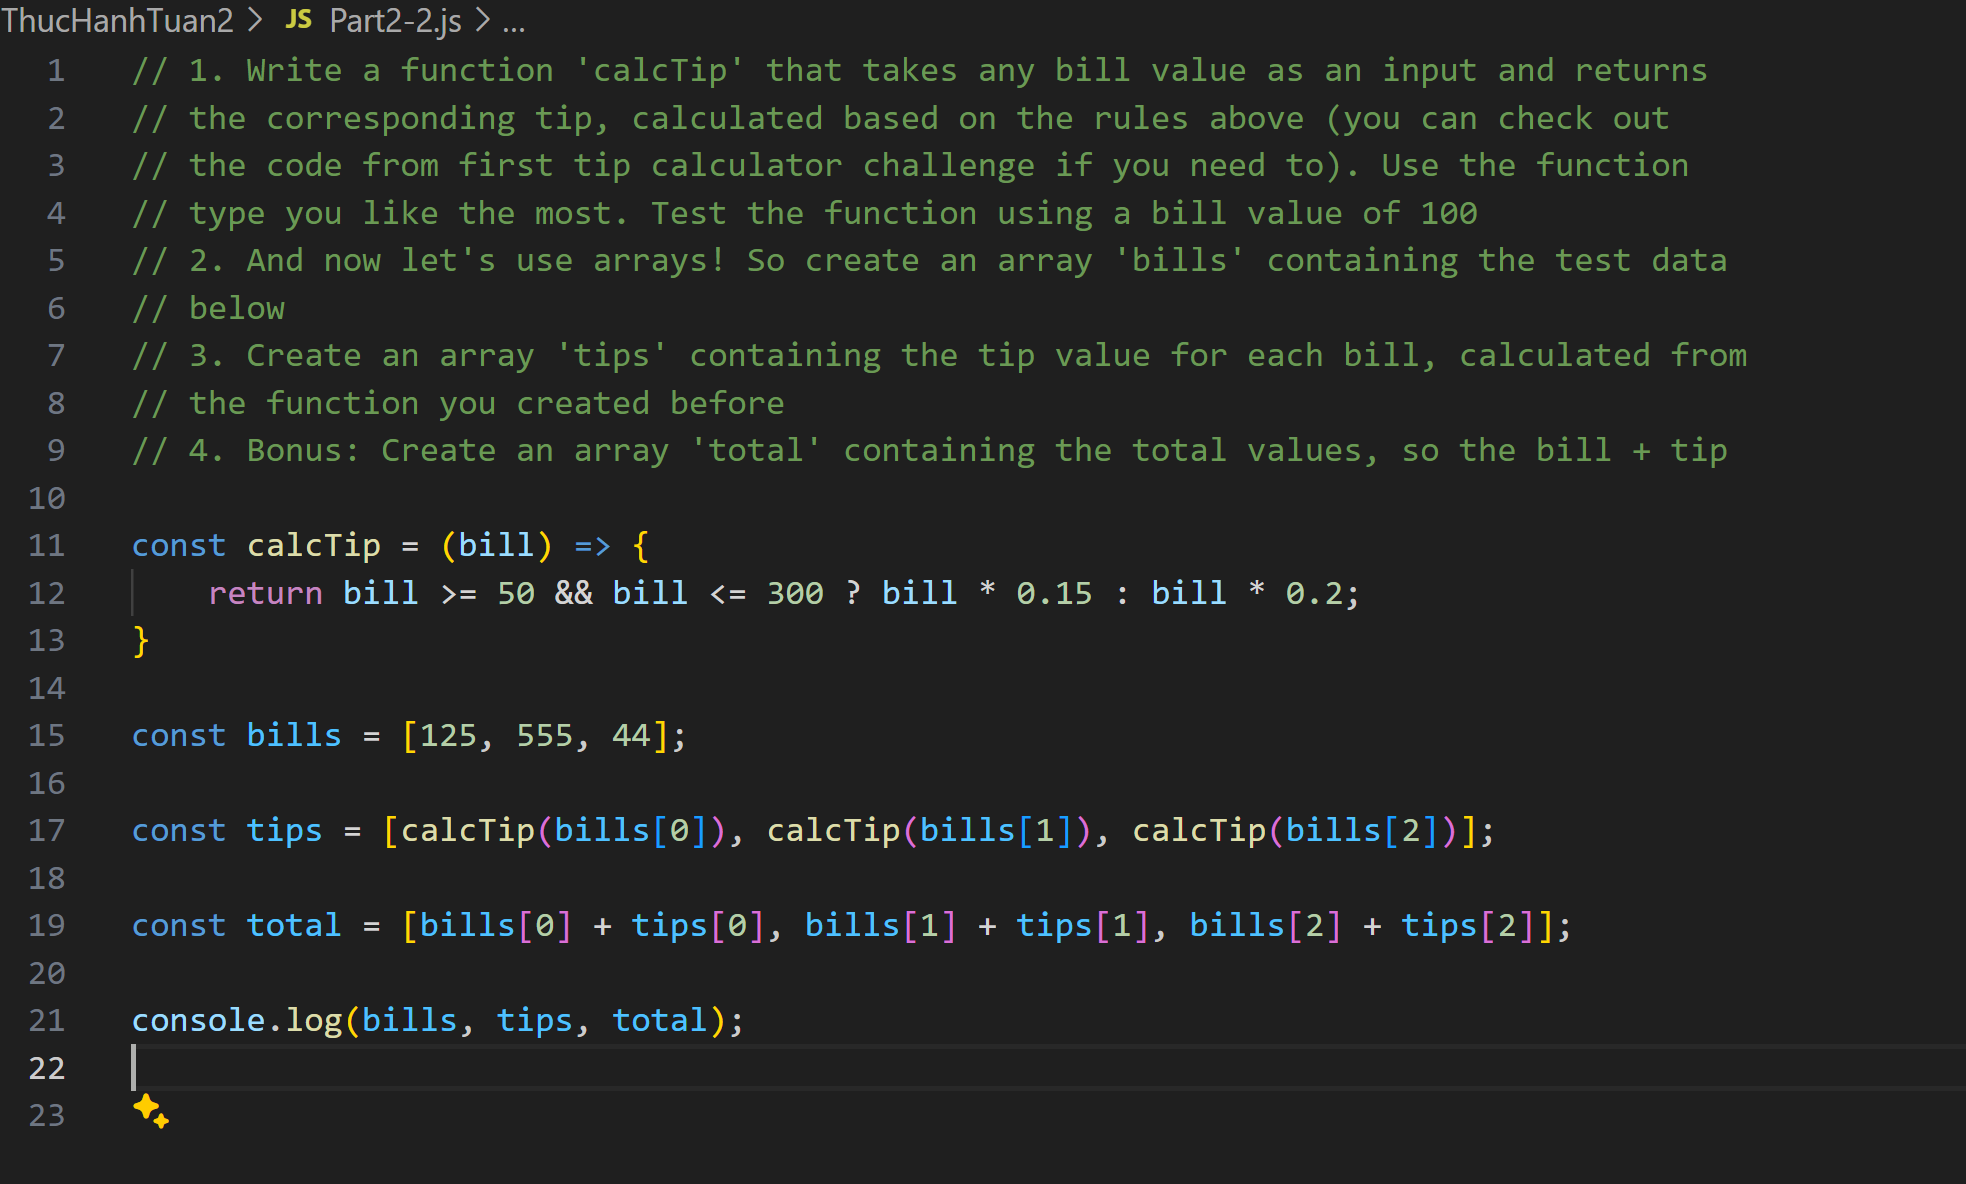 ThucHanhTuan2 > JS Part2-2.js > ...
1 // 1. Write a function 'calcTip' that takes any bill value as an input and returns
2 // the corresponding tip, calculated based on the rules above (you can check out
3 // the code from first tip calculator challenge if you need to). Use the function
4 // type you like the most. Test the function using a bill value of 100
5 // 2. And now let's use arrays! So create an array 'bills' containing the test data
6 // below
7 // 3. Create an array 'tips' containing the tip value for each bill, calculated from
8 // the function you created before
9 // 4. Bonus: Create an array 'total' containing the total values, so the bill + tip
10
11 const calcTip = (bill) => {
12     return bill >= 50 && bill <= 300 ? bill * 0.15 : bill * 0.2;
13 }
14
15 const bills = [125, 555, 44];
16
17 const tips = [calcTip(bills[0]), calcTip(bills[1]), calcTip(bills[2])];
18
19 const total = [bills[0] + tips[0], bills[1] + tips[1], bills[2] + tips[2]];
20
21 console.log(bills, tips, total);
22
23